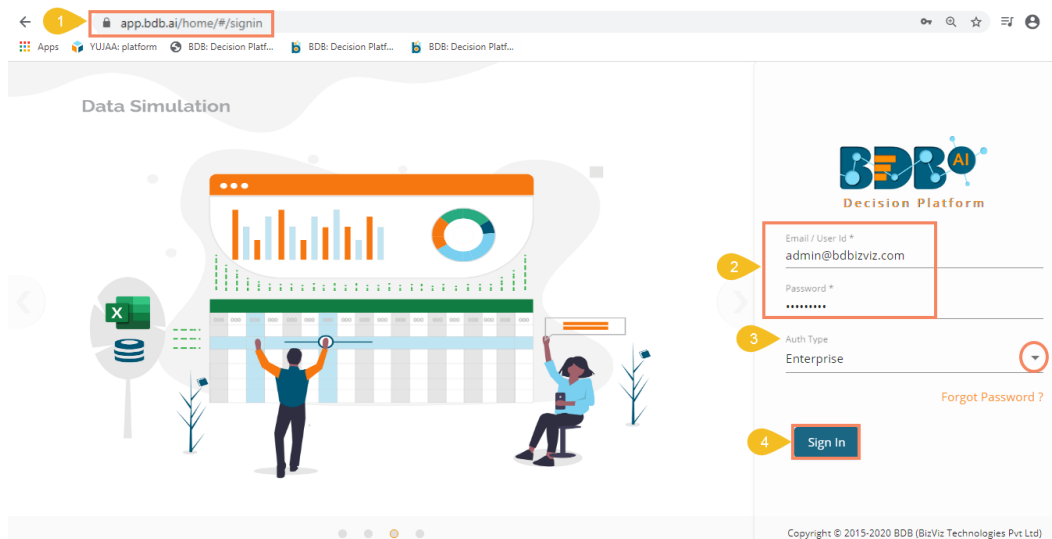 1
app.bdb.ai/home/#/signin
Apps YUJAA: platform BDB: Decision Platf... BDB: Decision Platf... BDB: Decision Platf...
Data Simulation
X
BDB AI
Decision Platform
2
Email / User Id *
admin@bdbizviz.com
Password *
•••••••••
3
Auth Type
Enterprise
Forgot Password ?
4
Sign In
Copyright © 2015-2020 BDB (BizViz Technologies Pvt Ltd)